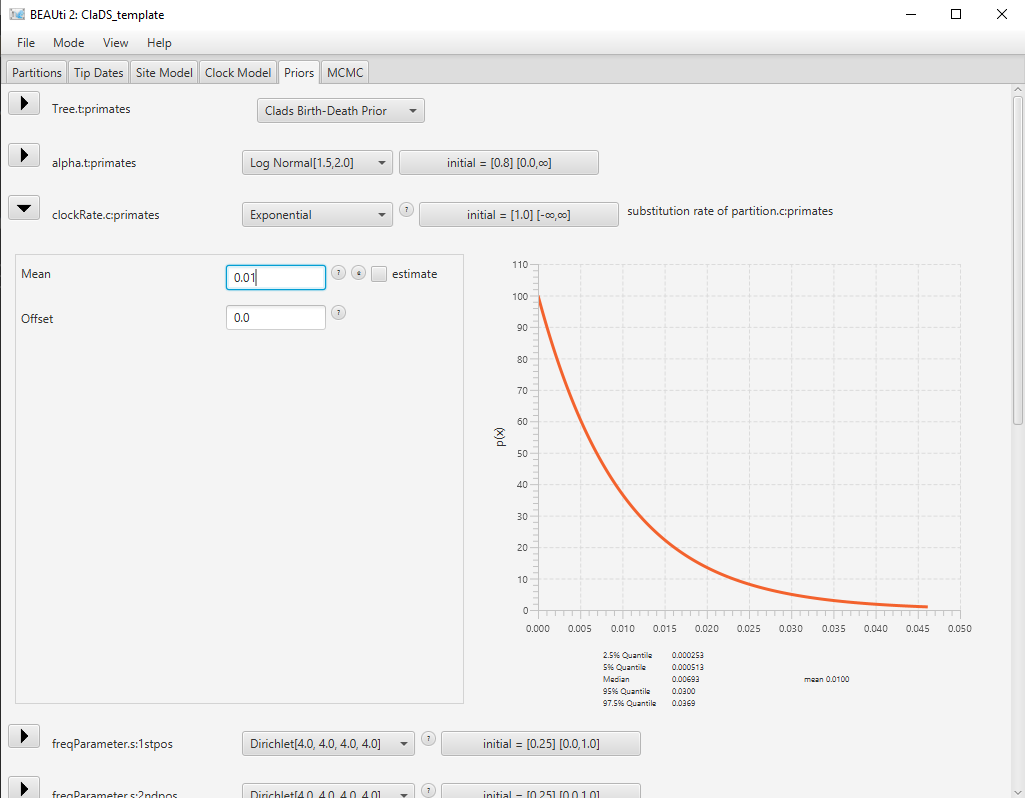 BEAUti 2: ClaDS_template
File Mode View Help
Partitions Tip Dates Site Model Clock Model Priors MCMC
Tree.t:primates Clads Birth-Death Prior
alpha.t:primates Log Normal[1.5,2.0] initial = [0.8] [0.0,∞]
clockRate.c:primates Exponential ? initial = [1.0] [-∞,∞] substitution rate of partition.c:primates
Mean 0.01 ? e estimate
Offset 0.0 ?
110
100
90
80
70
60
50
40
30
20
10
0
p(x)
0.000 0.005 0.010 0.015 0.020 0.025 0.030 0.035 0.040 0.045 0.050
2.5% Quantile 0.000253
5% Quantile 0.000513
Median 0.00693 mean 0.0100
95% Quantile 0.0300
97.5% Quantile 0.0369
freqParameter.s:1stpos Dirichlet[4.0, 4.0, 4.0, 4.0] ? initial = [0.25] [0.0,1.0]
freqParameter.s:2ndpos Dirichlet[4.0, 4.0, 4.0, 4.0] ? initial = [0.25] [0.0,1.0]